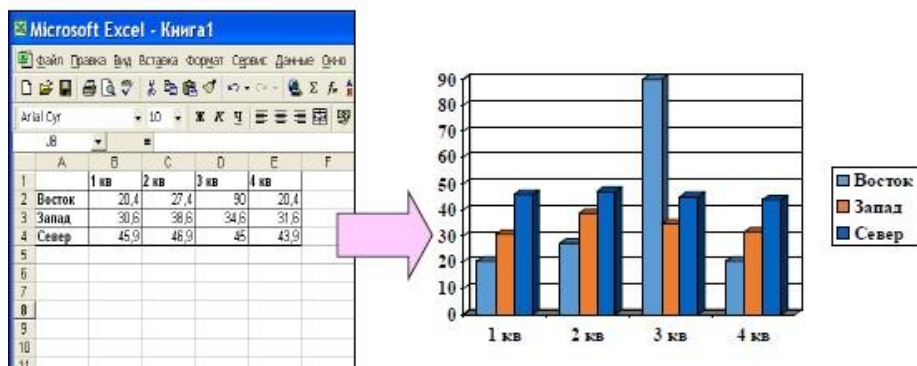 Microsoft Excel - Книга1
Файл Правка Вид Вставка Формат Сервис Данные Окно
Arial Cyr 10 Ж К Ч
J8 =
A B C D E F
1 1 кв 2 кв 3 кв 4 кв
2 Восток 20,4 27,4 90 20,4
3 Запад 30,6 38,6 34,6 31,6
4 Север 45,9 46,9 45 43,9
5
6
7
8
9
10
11
90
80
70
60
50
40
30
20
10
0
1 кв 2 кв 3 кв 4 кв
Восток
Запад
Север